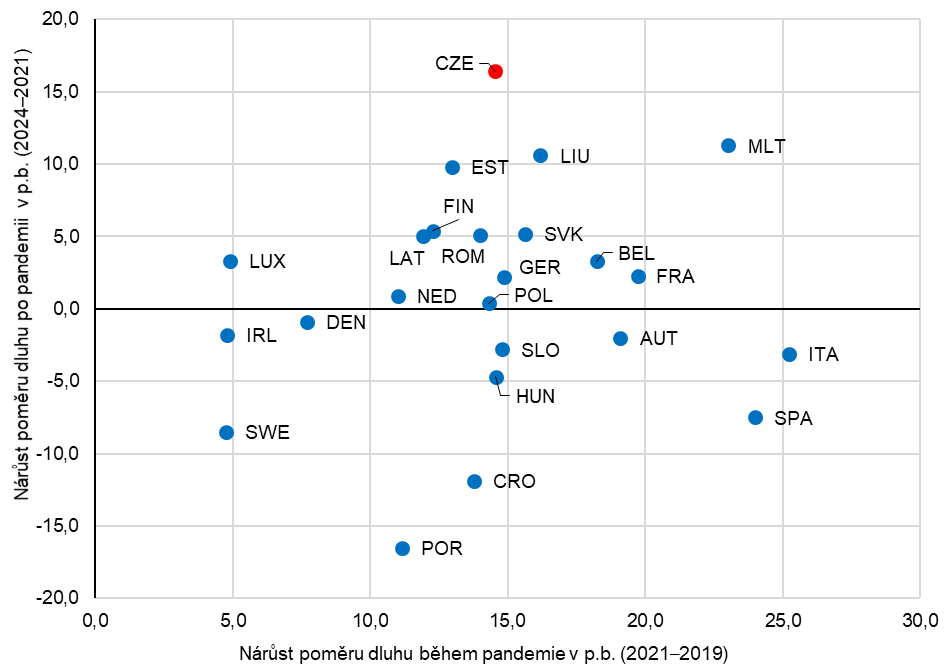 20,0
CZE
15,0
MLT
LIU
10,0
EST
FIN
5,0
SVK
LAT
ROM
BEL
LUX
GER
FRA
NED
POL
0,0
DEN
IRL
AUT
SLO
ITA
-5,0
HUN
SPA
SWE
-10,0
CRO
-15,0
POR
-20,0
0,0 5,0 10,0 15,0 20,0 25,0 30,0
Nárůst poměru dluhu po pandemii v p.b. (2024–2021)
Nárůst poměru dluhu během pandemie v p.b. (2021–2019)